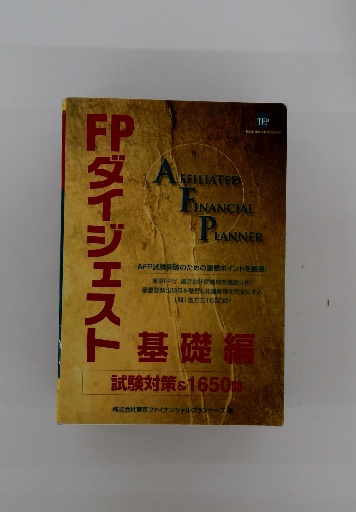 TFP
FPダイジェスト
AFFILIATED
FINANCIAL
PLANNER
AFP試験突破のための重要ポイントを厳選!
基礎編
試験対策&1650問
株式会社東京ファイナンシャルプランナーズ 編